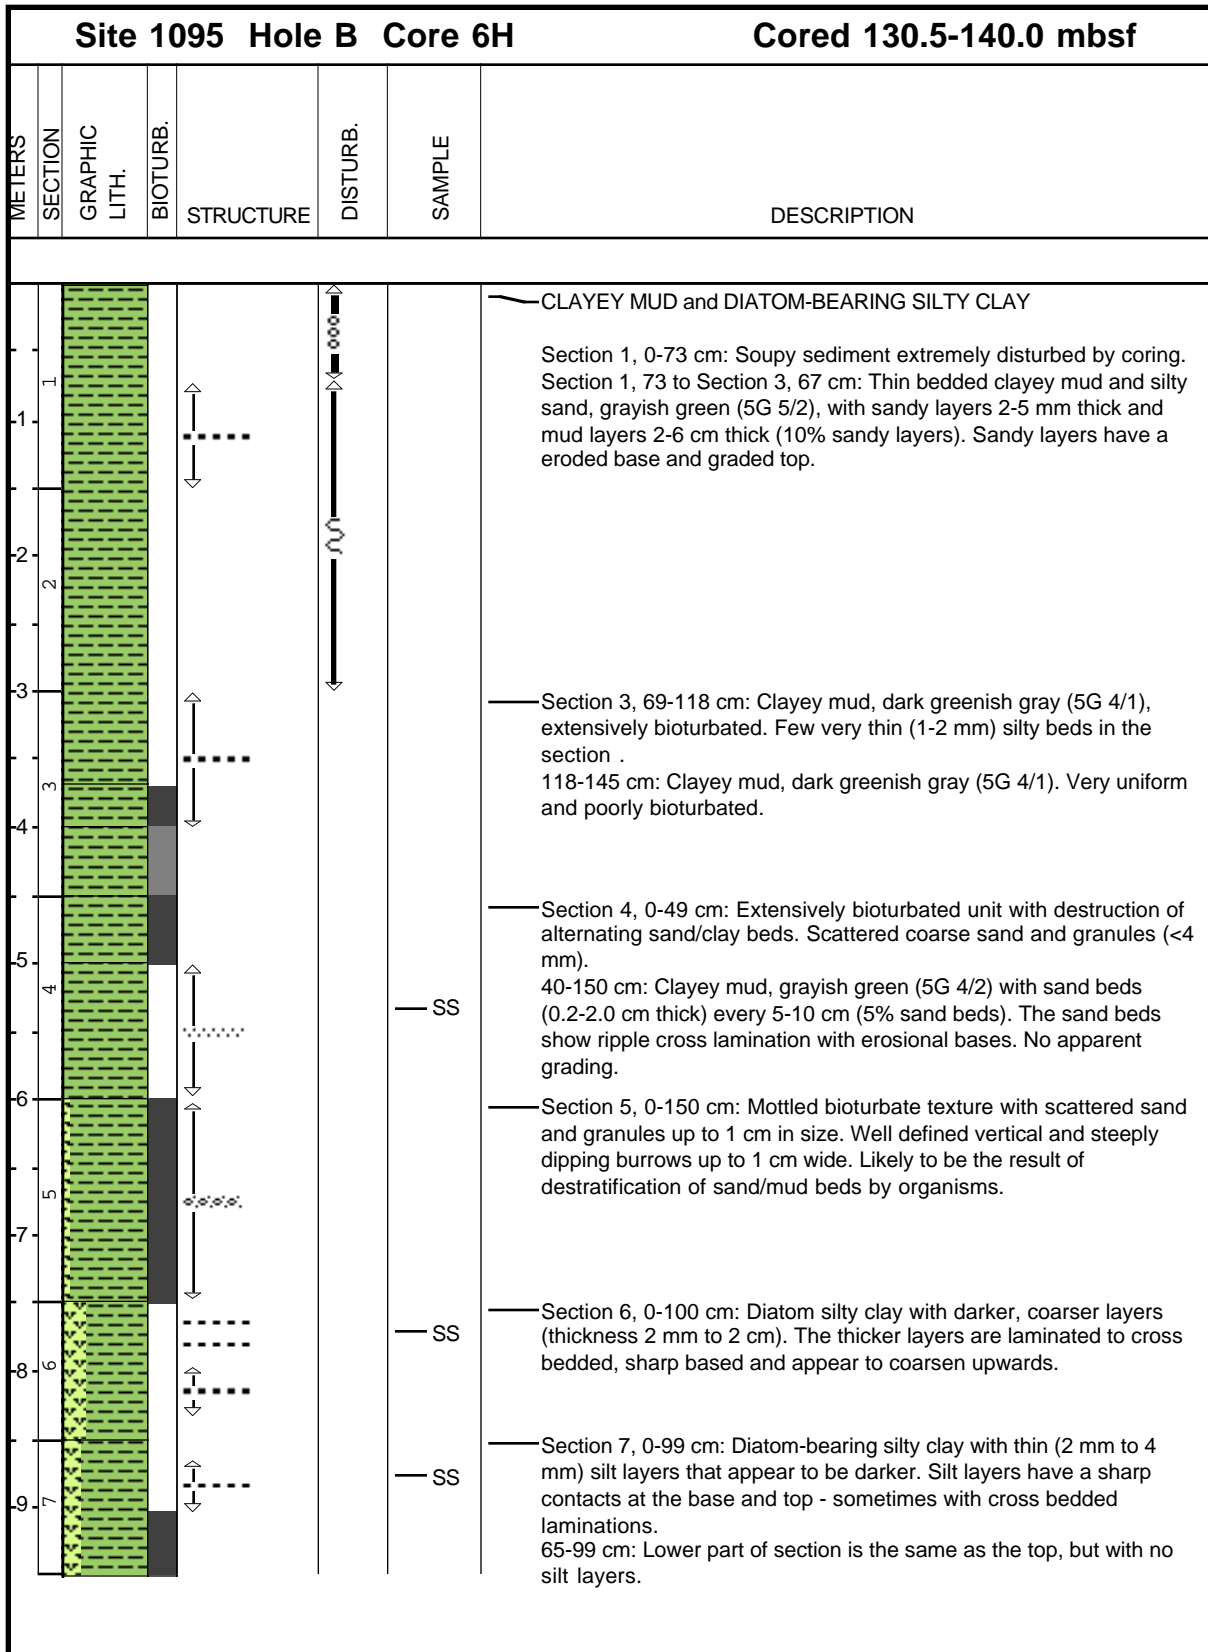 Site 1095 Hole B Core 6H Cored 130.5-140.0 mbsf
METERS
SECTION
GRAPHIC
LITH.
BIOTURB.
STRUCTURE
DISTURB.
SAMPLE
DESCRIPTION
CLAYEY MUD and DIATOM-BEARING SILTY CLAY
Section 1, 0-73 cm: Soupy sediment extremely disturbed by coring.
Section 1, 73 to Section 3, 67 cm: Thin bedded clayey mud and silty
sand, grayish green (5G 5/2), with sandy layers 2-5 mm thick and
mud layers 2-6 cm thick (10% sandy layers). Sandy layers have a
eroded base and graded top.
1
1
2
2
3
Section 3, 69-118 cm: Clayey mud, dark greenish gray (5G 4/1),
extensively bioturbated. Few very thin (1-2 mm) silty beds in the
section .
118-145 cm: Clayey mud, dark greenish gray (5G 4/1). Very uniform
and poorly bioturbated.
3
4
Section 4, 0-49 cm: Extensively bioturbated unit with destruction of
alternating sand/clay beds. Scattered coarse sand and granules (<4
mm).
40-150 cm: Clayey mud, grayish green (5G 4/2) with sand beds
(0.2-2.0 cm thick) every 5-10 cm (5% sand beds). The sand beds
show ripple cross lamination with erosional bases. No apparent
grading.
5
4
SS
6
Section 5, 0-150 cm: Mottled bioturbate texture with scattered sand
and granules up to 1 cm in size. Well defined vertical and steeply
dipping burrows up to 1 cm wide. Likely to be the result of
destratification of sand/mud beds by organisms.
5
7
Section 6, 0-100 cm: Diatom silty clay with darker, coarser layers
(thickness 2 mm to 2 cm). The thicker layers are laminated to cross
bedded, sharp based and appear to coarsen upwards.
SS
6
8
Section 7, 0-99 cm: Diatom-bearing silty clay with thin (2 mm to 4
mm) silt layers that appear to be darker. Silt layers have a sharp
contacts at the base and top - sometimes with cross bedded
laminations.
65-99 cm: Lower part of section is the same as the top, but with no
silt layers.
SS
7
9